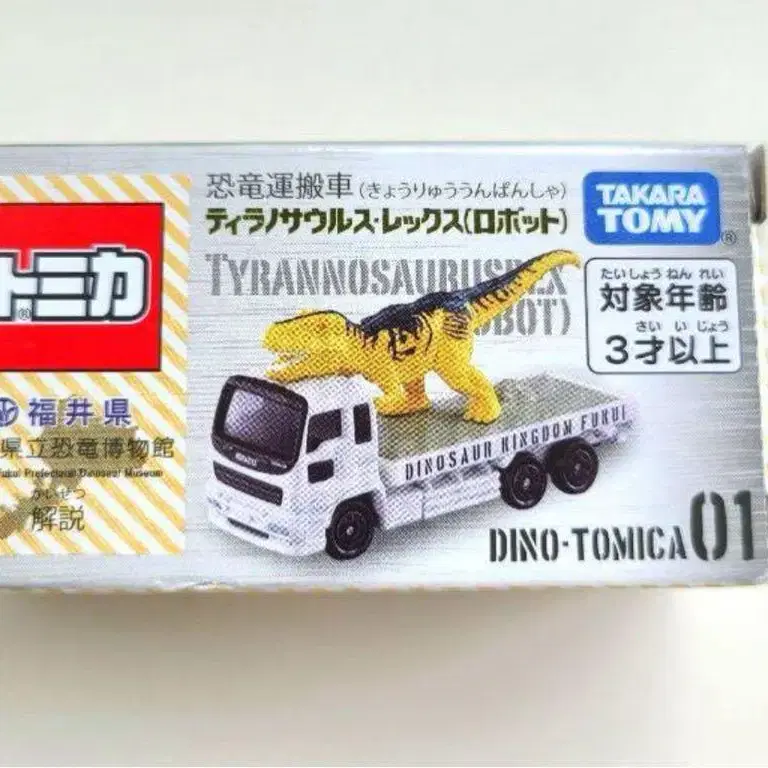 恐竜運搬車(きょうりゅううんぱんしゃ)
ティラノサウルス・レックス(ロボット)
TYRANNOSAURUS REX
OBOT)
TAKARA
TOMY
®
たいしょう ねん れい
対象年齢
さい い じょう
3才以上
トミカ
®
福井県
県立恐竜博物館
Fukui Prefectural Dinosaur Museum
かいせつ
解説
ISUZU
DINOSAUR KINGDOM FUKUI
DINO-TOMICA 01